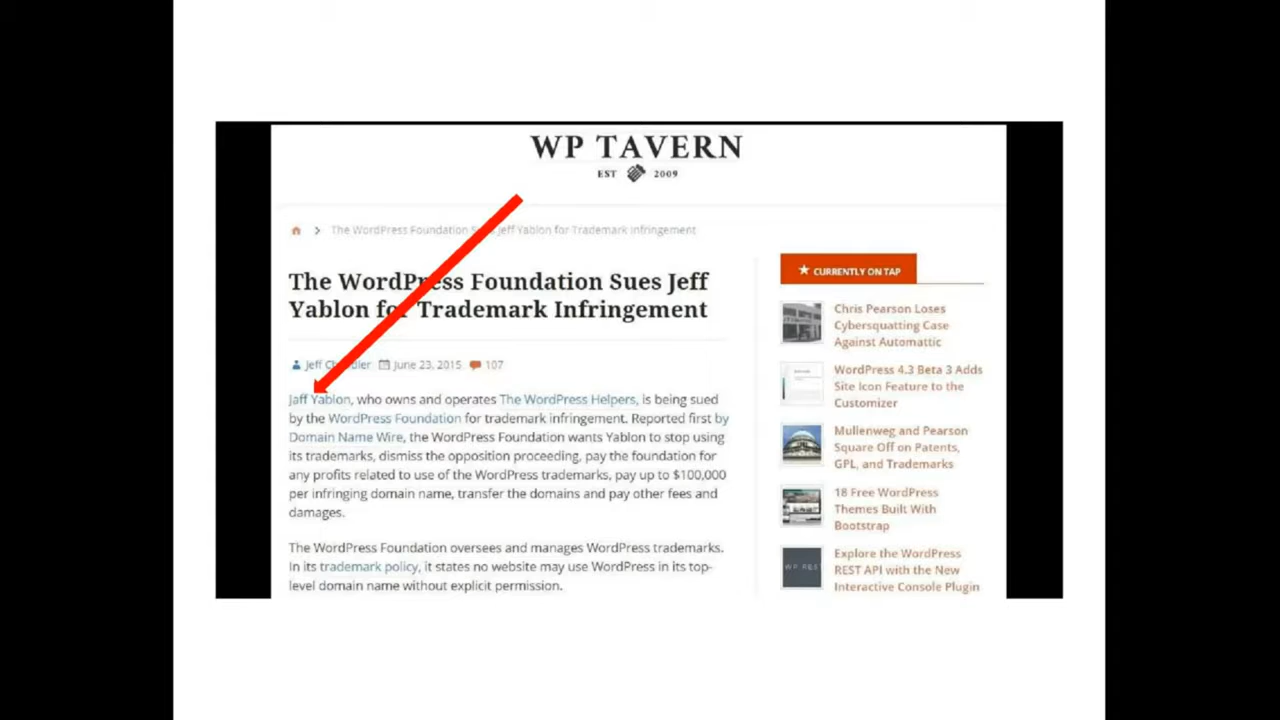 WP TAVERN
EST 2009
The WordPress Foundation Sues Jeff Yablon for Trademark Infringement
The WordPress Foundation Sues Jeff
Yablon for Trademark Infringement
Jeff Chandler June 23, 2015 107
Jaff Yablon, who owns and operates The WordPress Helpers, is being sued
by the WordPress Foundation for trademark infringement. Reported first by
Domain Name Wire, the WordPress Foundation wants Yablon to stop using
its trademarks, dismiss the opposition proceeding, pay the foundation for
any profits related to use of the WordPress trademarks, pay up to $100,000
per infringing domain name, transfer the domains and pay other fees and
damages.
The WordPress Foundation oversees and manages WordPress trademarks.
In its trademark policy, it states no website may use WordPress in its top-
level domain name without explicit permission.
CURRENTLY ON TAP
Chris Pearson Loses
Cybersquatting Case
Against Automattic
WordPress 4.3 Beta 3 Adds
Site Icon Feature to the
Customizer
Mullenweg and Pearson
Square Off on Patents,
GPL, and Trademarks
18 Free WordPress
Themes Built With
Bootstrap
WP REST
Explore the WordPress
REST API with the New
Interactive Console Plugin